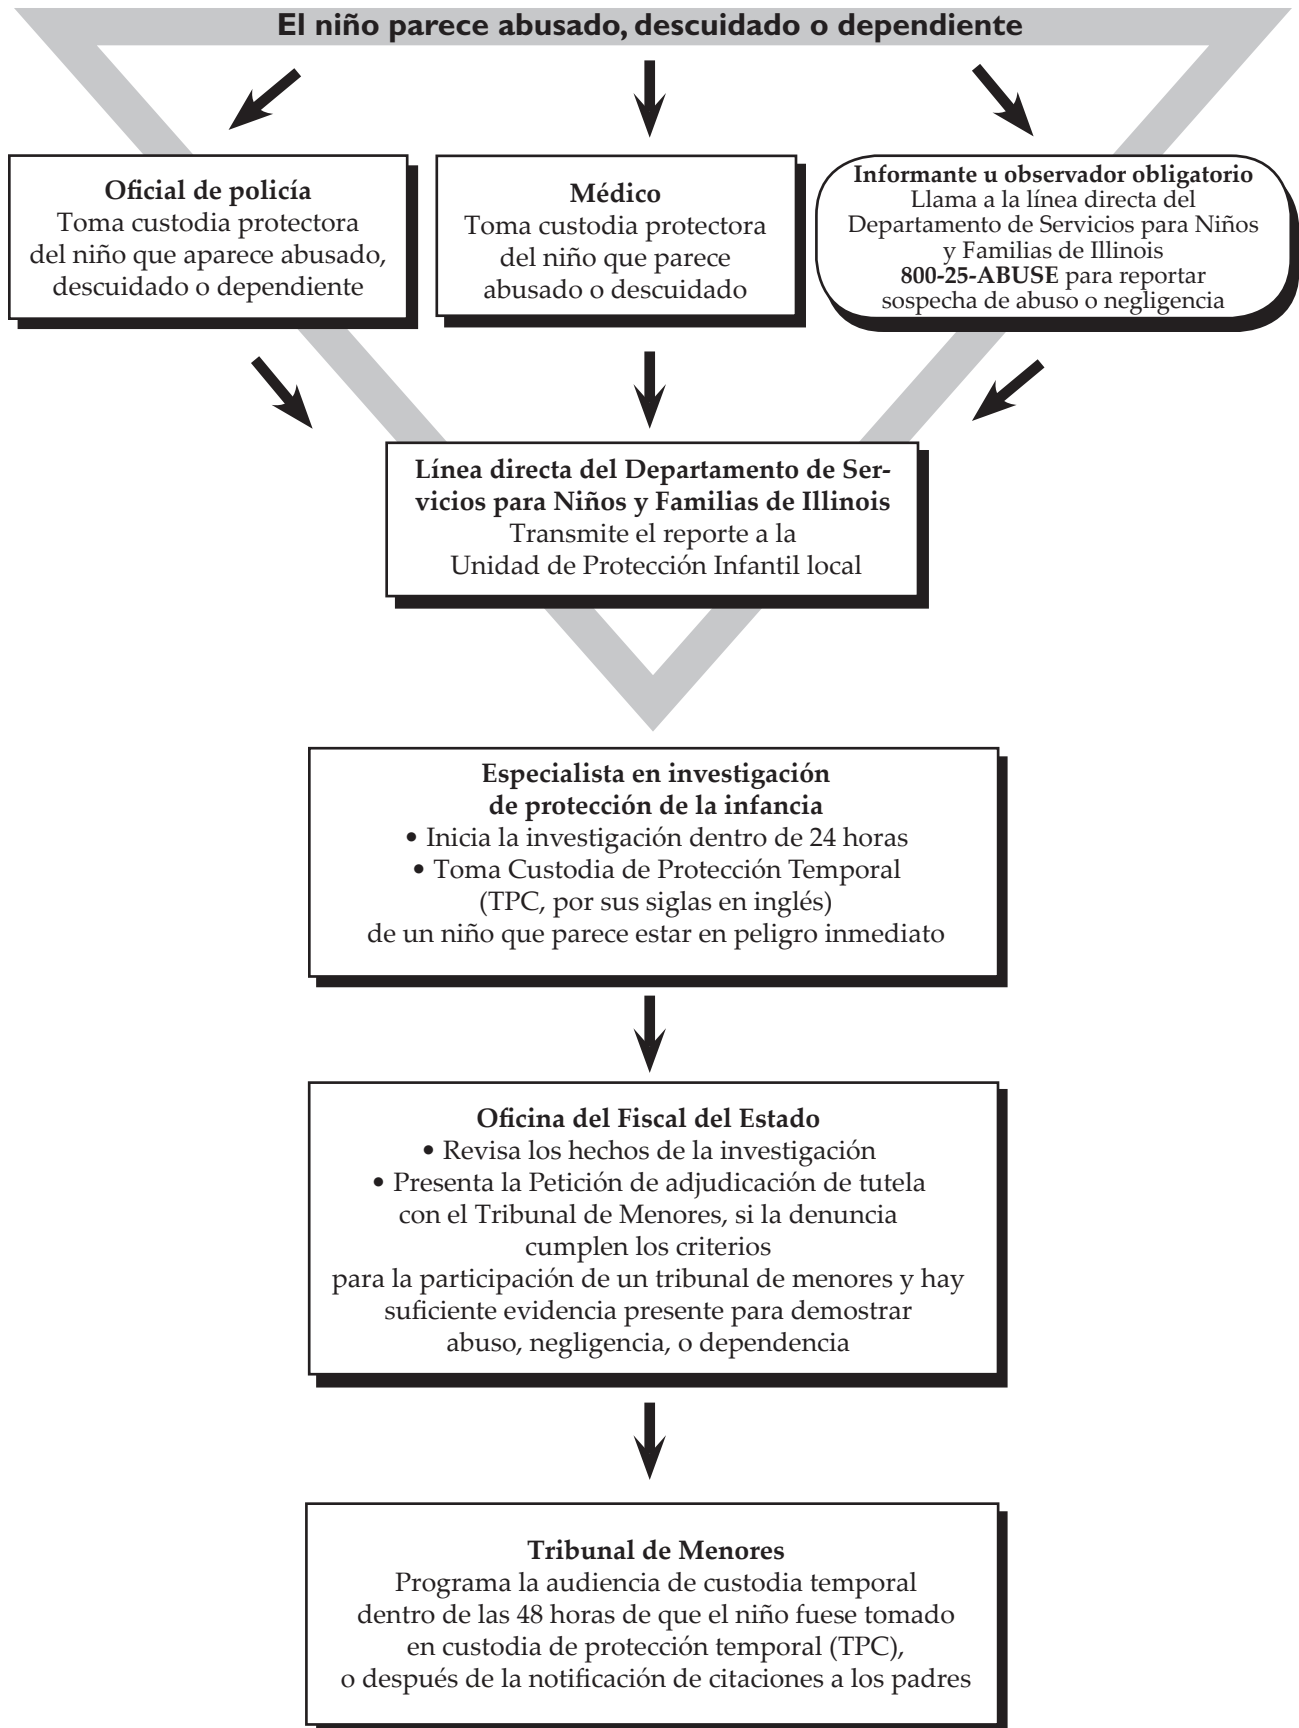 El niño parece abusado, descuidado o dependiente
Oficial de policía
Toma custodia protectora
del niño que aparece abusado,
descuidado o dependiente
Médico
Toma custodia protectora
del niño que parece
abusado o descuidado
Informante u observador obligatorio
Llama a la línea directa del
Departamento de Servicios para Niños
y Familias de Illinois
800-25-ABUSE para reportar
sospecha de abuso o negligencia
Línea directa del Departamento de Ser-
vicios para Niños y Familias de Illinois
Transmite el reporte a la
Unidad de Protección Infantil local
Especialista en investigación
de protección de la infancia
• Inicia la investigación dentro de 24 horas
• Toma Custodia de Protección Temporal
(TPC, por sus siglas en inglés)
de un niño que parece estar en peligro inmediato
Oficina del Fiscal del Estado
• Revisa los hechos de la investigación
• Presenta la Petición de adjudicación de tutela
con el Tribunal de Menores, si la denuncia
cumplen los criterios
para la participación de un tribunal de menores y hay
suficiente evidencia presente para demostrar
abuso, negligencia, o dependencia
Tribunal de Menores
Programa la audiencia de custodia temporal
dentro de las 48 horas de que el niño fuese tomado
en custodia de protección temporal (TPC),
o después de la notificación de citaciones a los padres